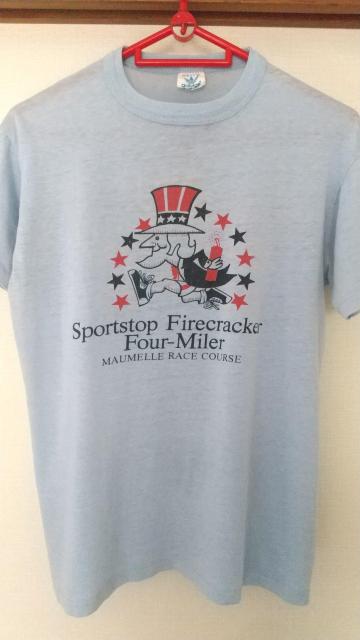 Sportstop Firecracker
Four-Miler
MAUMELLE RACE COURSE